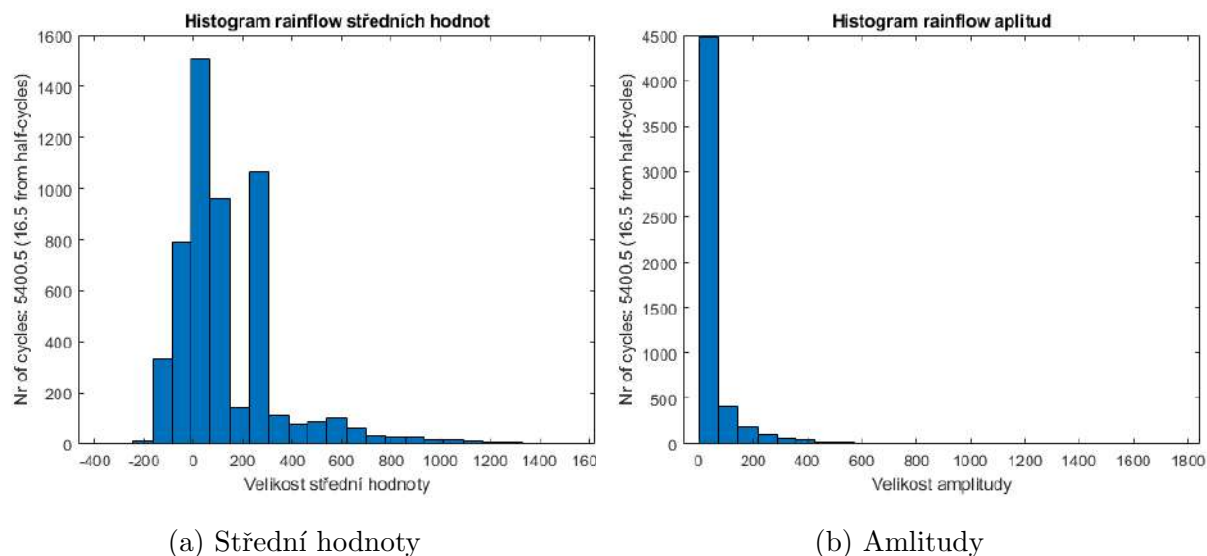 Histogram rainflow středních hodnot
1600
1400
1200
1000
800
600
400
200
0
Nr of cycles: 5400.5 (16.5 from half-cycles)
-400 -200 0 200 400 600 800 1000 1200 1400 160
Velikost střední hodnoty
(a) Střední hodnoty
Histogram rainflow aplitud
4500
4000
3500
3000
2500
2000
1500
1000
500
0
Nr of cycles: 5400.5 (16.5 from half-cycles)
0 200 400 600 800 1000 1200 1400 1600 1800
Velikost amplitudy
(b) Amlitudy